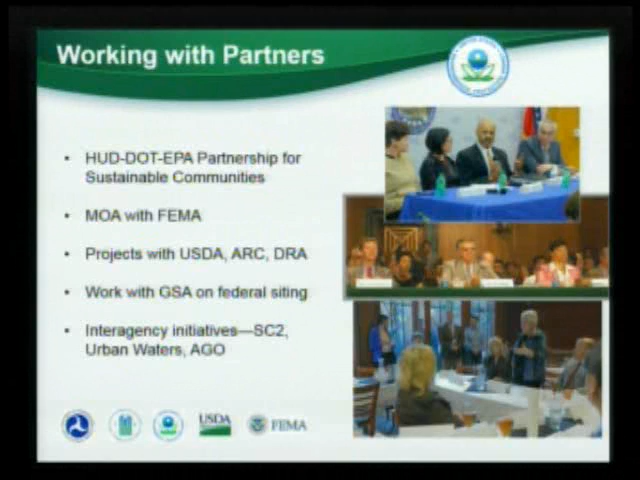 Working with Partners
• HUD-DOT-EPA Partnership for
Sustainable Communities
• MOA with FEMA
• Projects with USDA, ARC, DRA
• Work with GSA on federal siting
• Interagency initiatives—SC2,
Urban Waters, AGO
USDA
FEMA